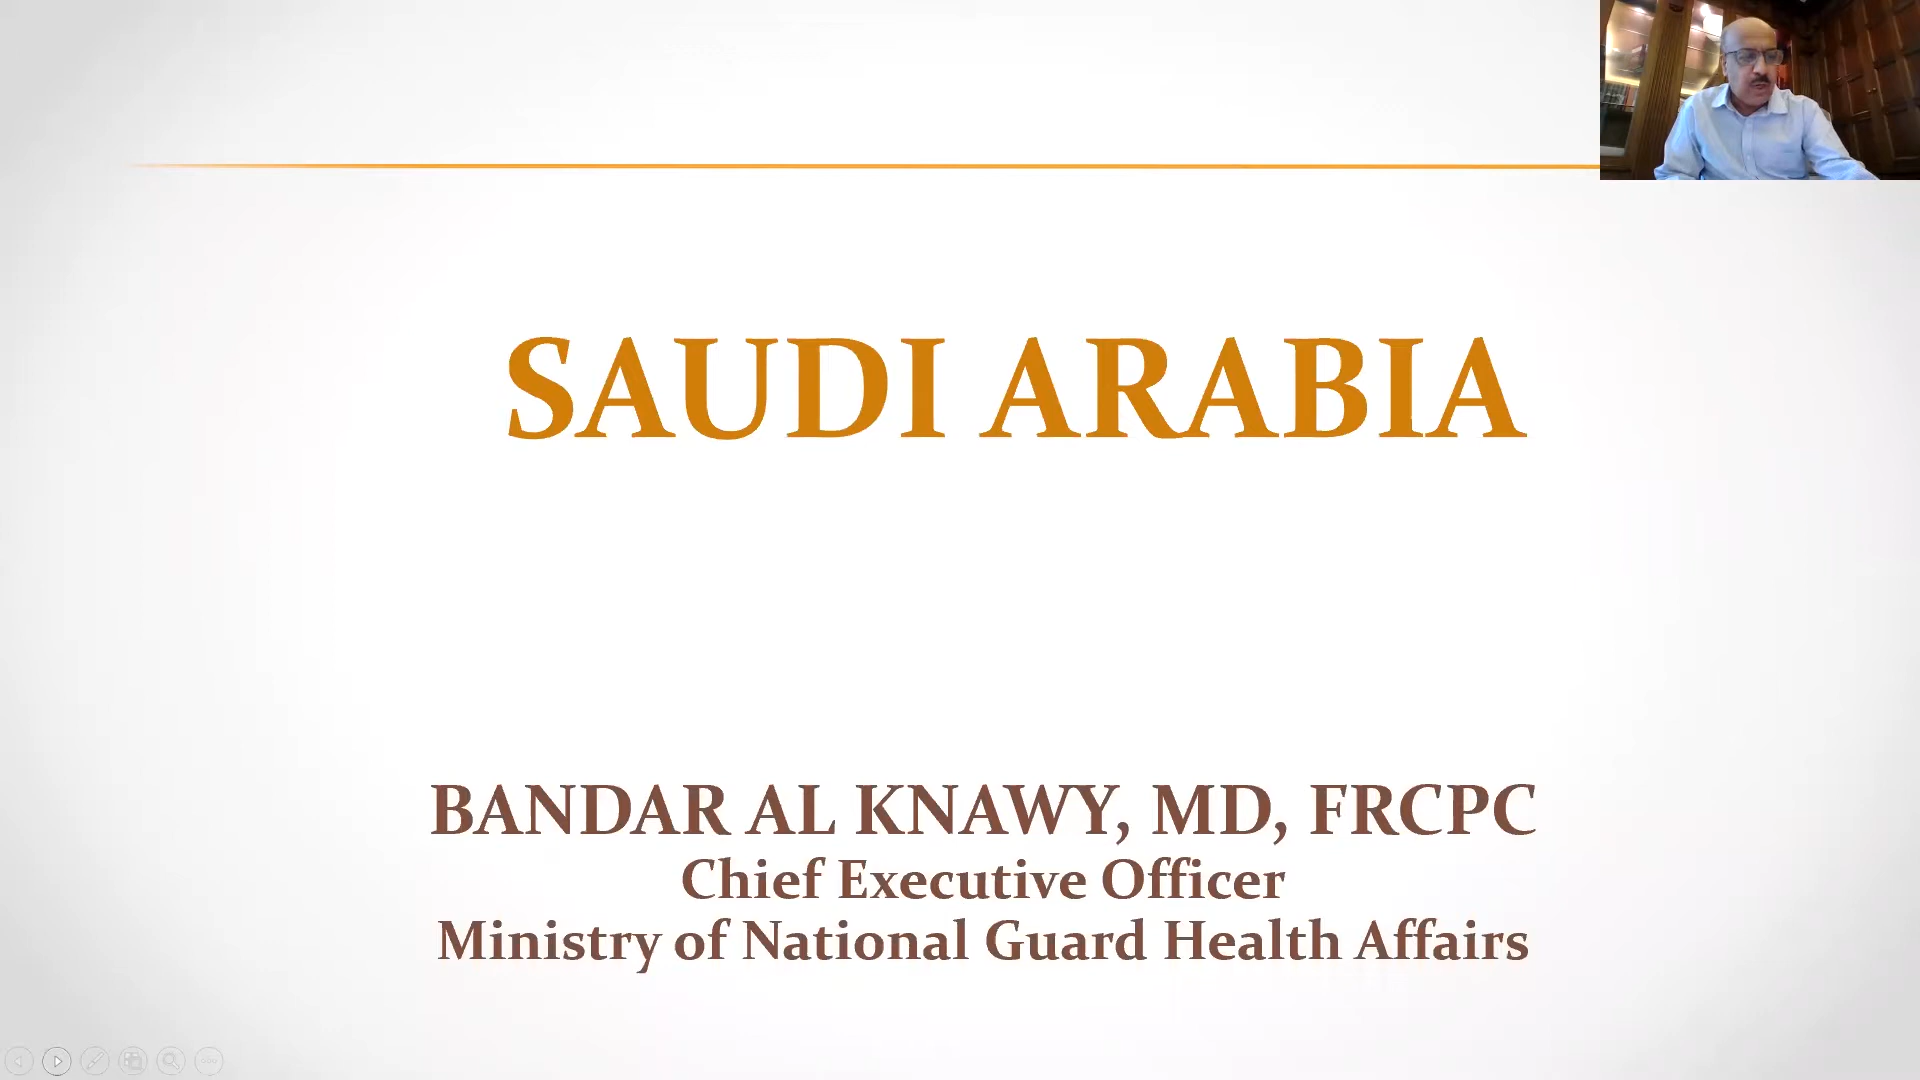 SAUDI ARABIA
BANDAR AL KNAWY, MD, FRCPC
Chief Executive Officer
Ministry of National Guard Health Affairs